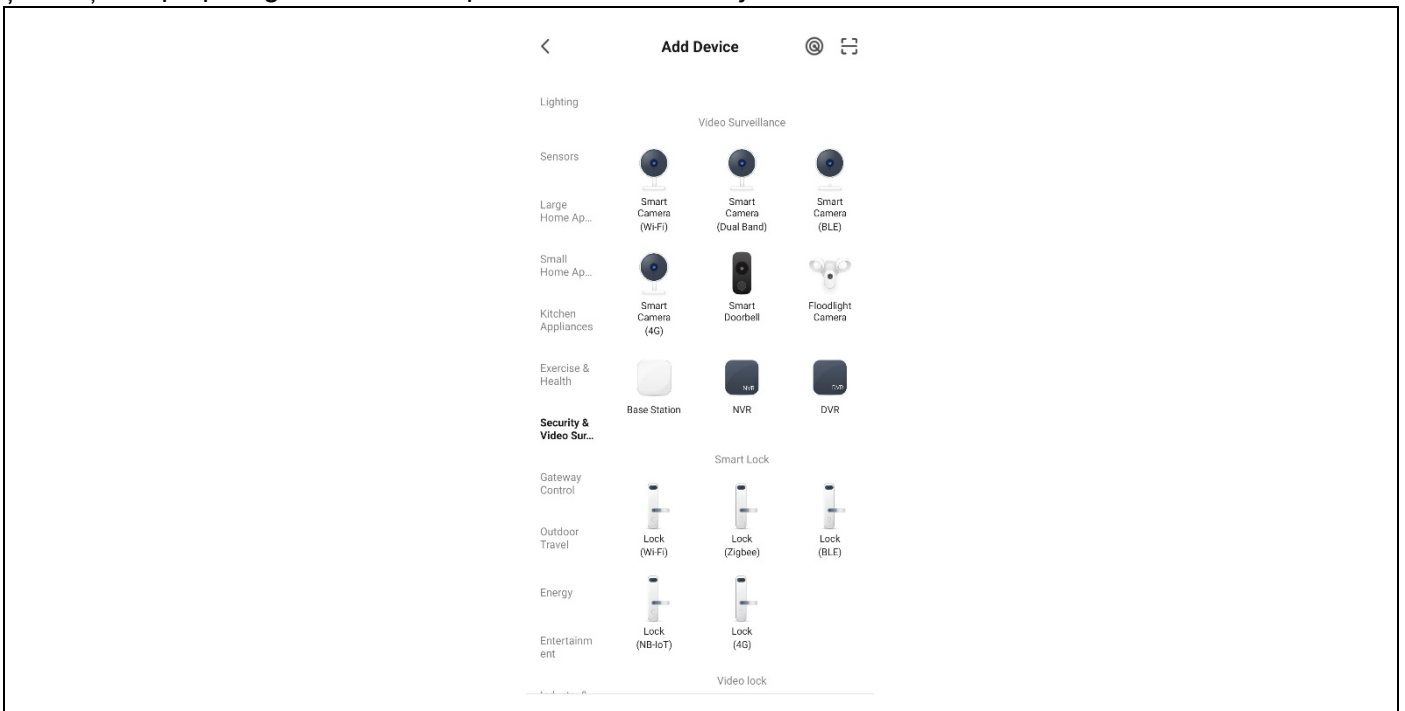 Add Device
Lighting
Sensors
Large
Home Ap...
Small
Home Ap...
Kitchen
Appliances
Exercise &
Health
Security &
Video Sur...
Gateway
Control
Outdoor
Travel
Energy
Entertainm
ent
Video Surveillance
Smart
Camera
(Wi-Fi)
Smart
Camera
(Dual Band)
Smart
Camera
(BLE)
Smart
Camera
(4G)
Smart
Doorbell
Floodlight
Camera
Base Station
NVR
NVR
DVR
DVR
Smart Lock
Lock
(Wi-Fi)
Lock
(Zigbee)
Lock
(BLE)
Lock
(NB-IoT)
Lock
(4G)
Video lock